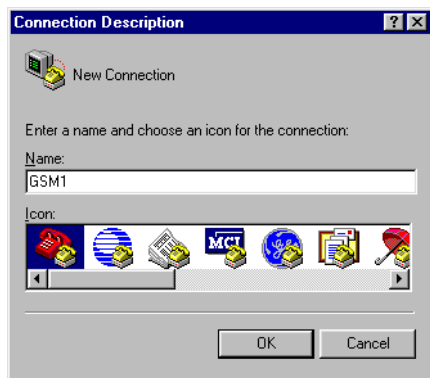 Connection Description
New Connection
Enter a name and choose an icon for the connection:
Name:
GSM1
Icon:
MCI
OK Cancel